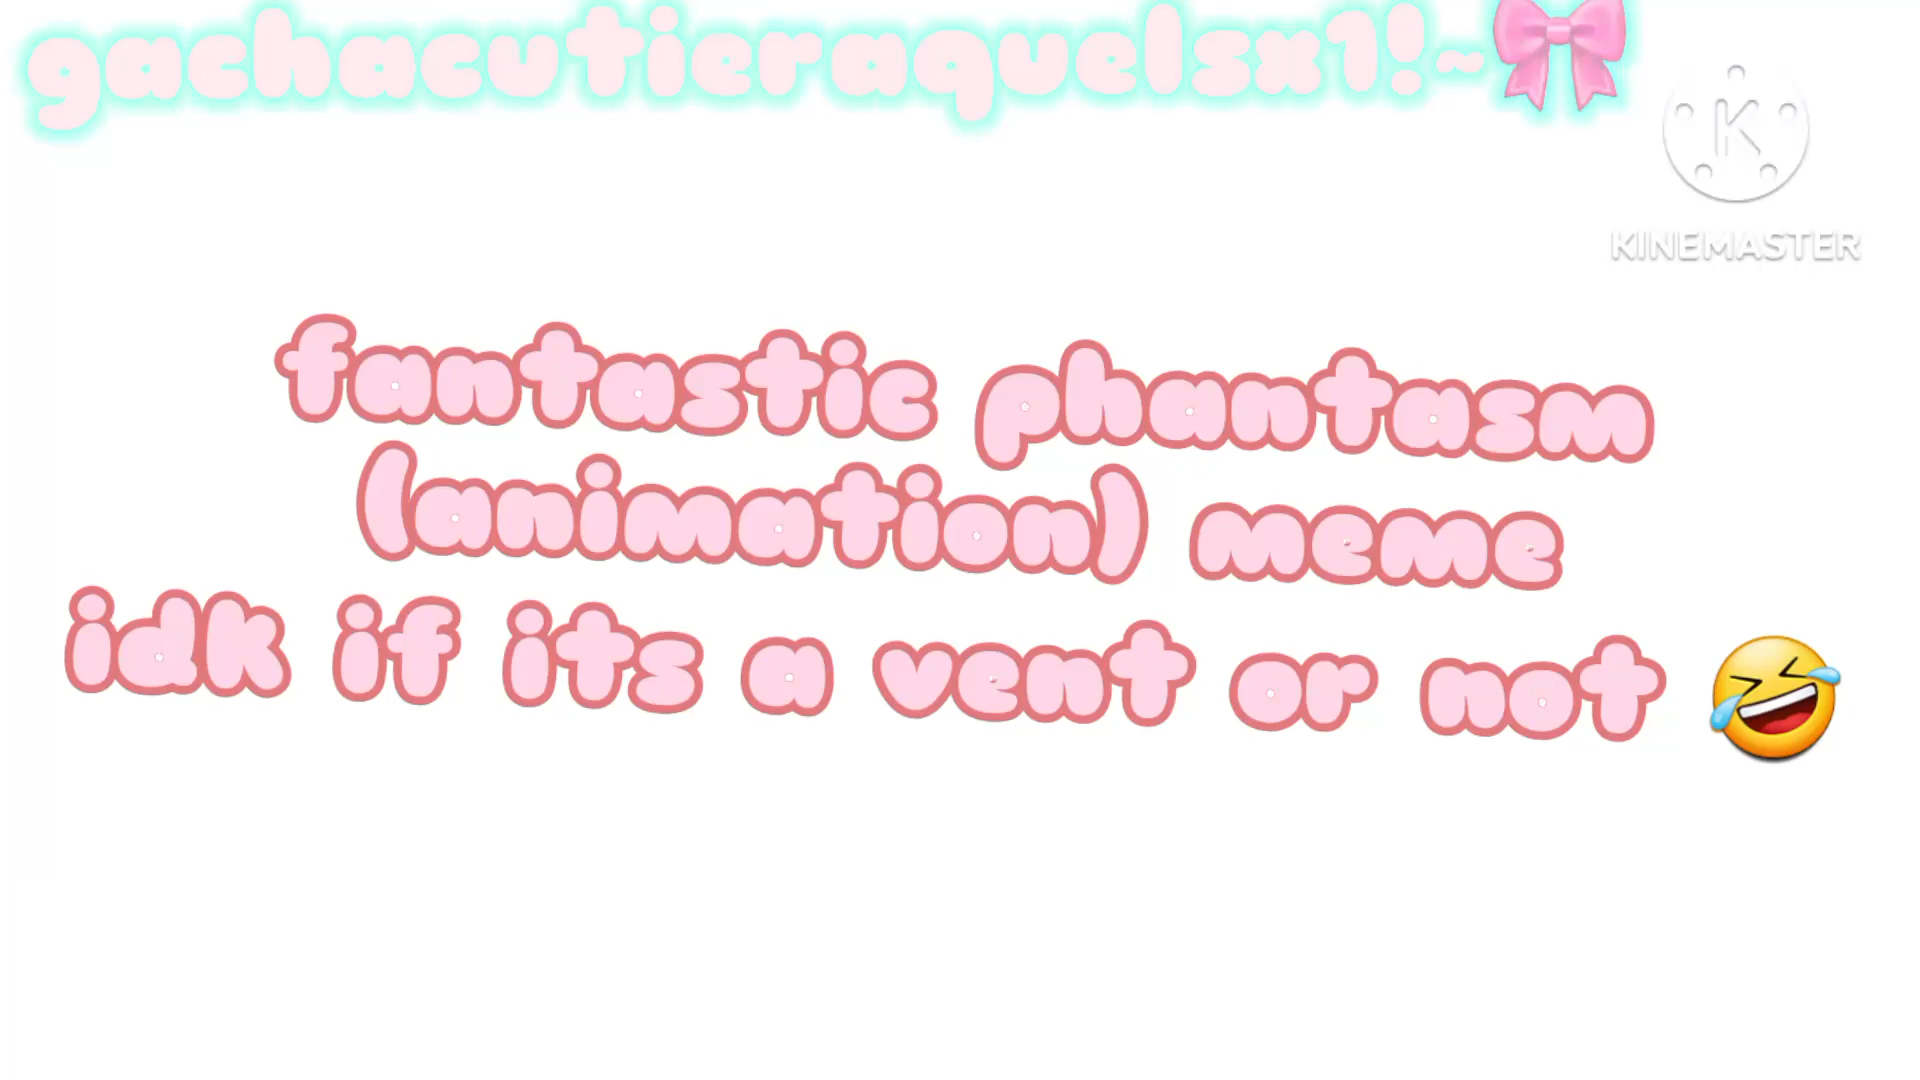 gachacutieraquelsx1!~🎀
KINEMASTER
fantastic phantasm
(animation) meme
idk if its a vent or not 🤣